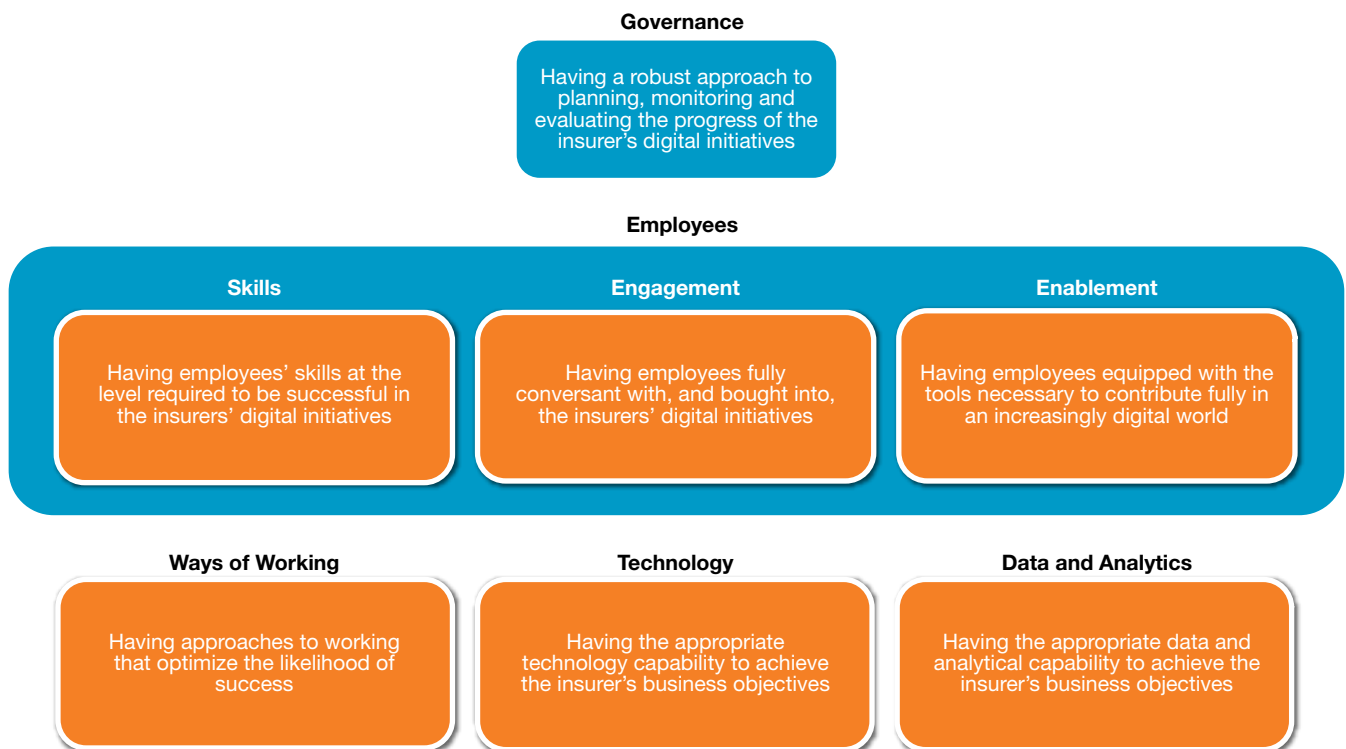 Governance
Having a robust approach to
planning, monitoring and
evaluating the progress of the
insurer’s digital initiatives
Employees
Skills
Having employees’ skills at the
level required to be successful in
the insurers’ digital initiatives
Engagement
Having employees fully
conversant with, and bought into,
the insurers’ digital initiatives
Enablement
Having employees equipped with the
tools necessary to contribute fully in
an increasingly digital world
Ways of Working
Having approaches to working
that optimize the likelihood of
success
Technology
Having the appropriate
technology capability to achieve
the insurer’s business objectives
Data and Analytics
Having the appropriate data and
analytical capability to achieve the
insurer’s business objectives